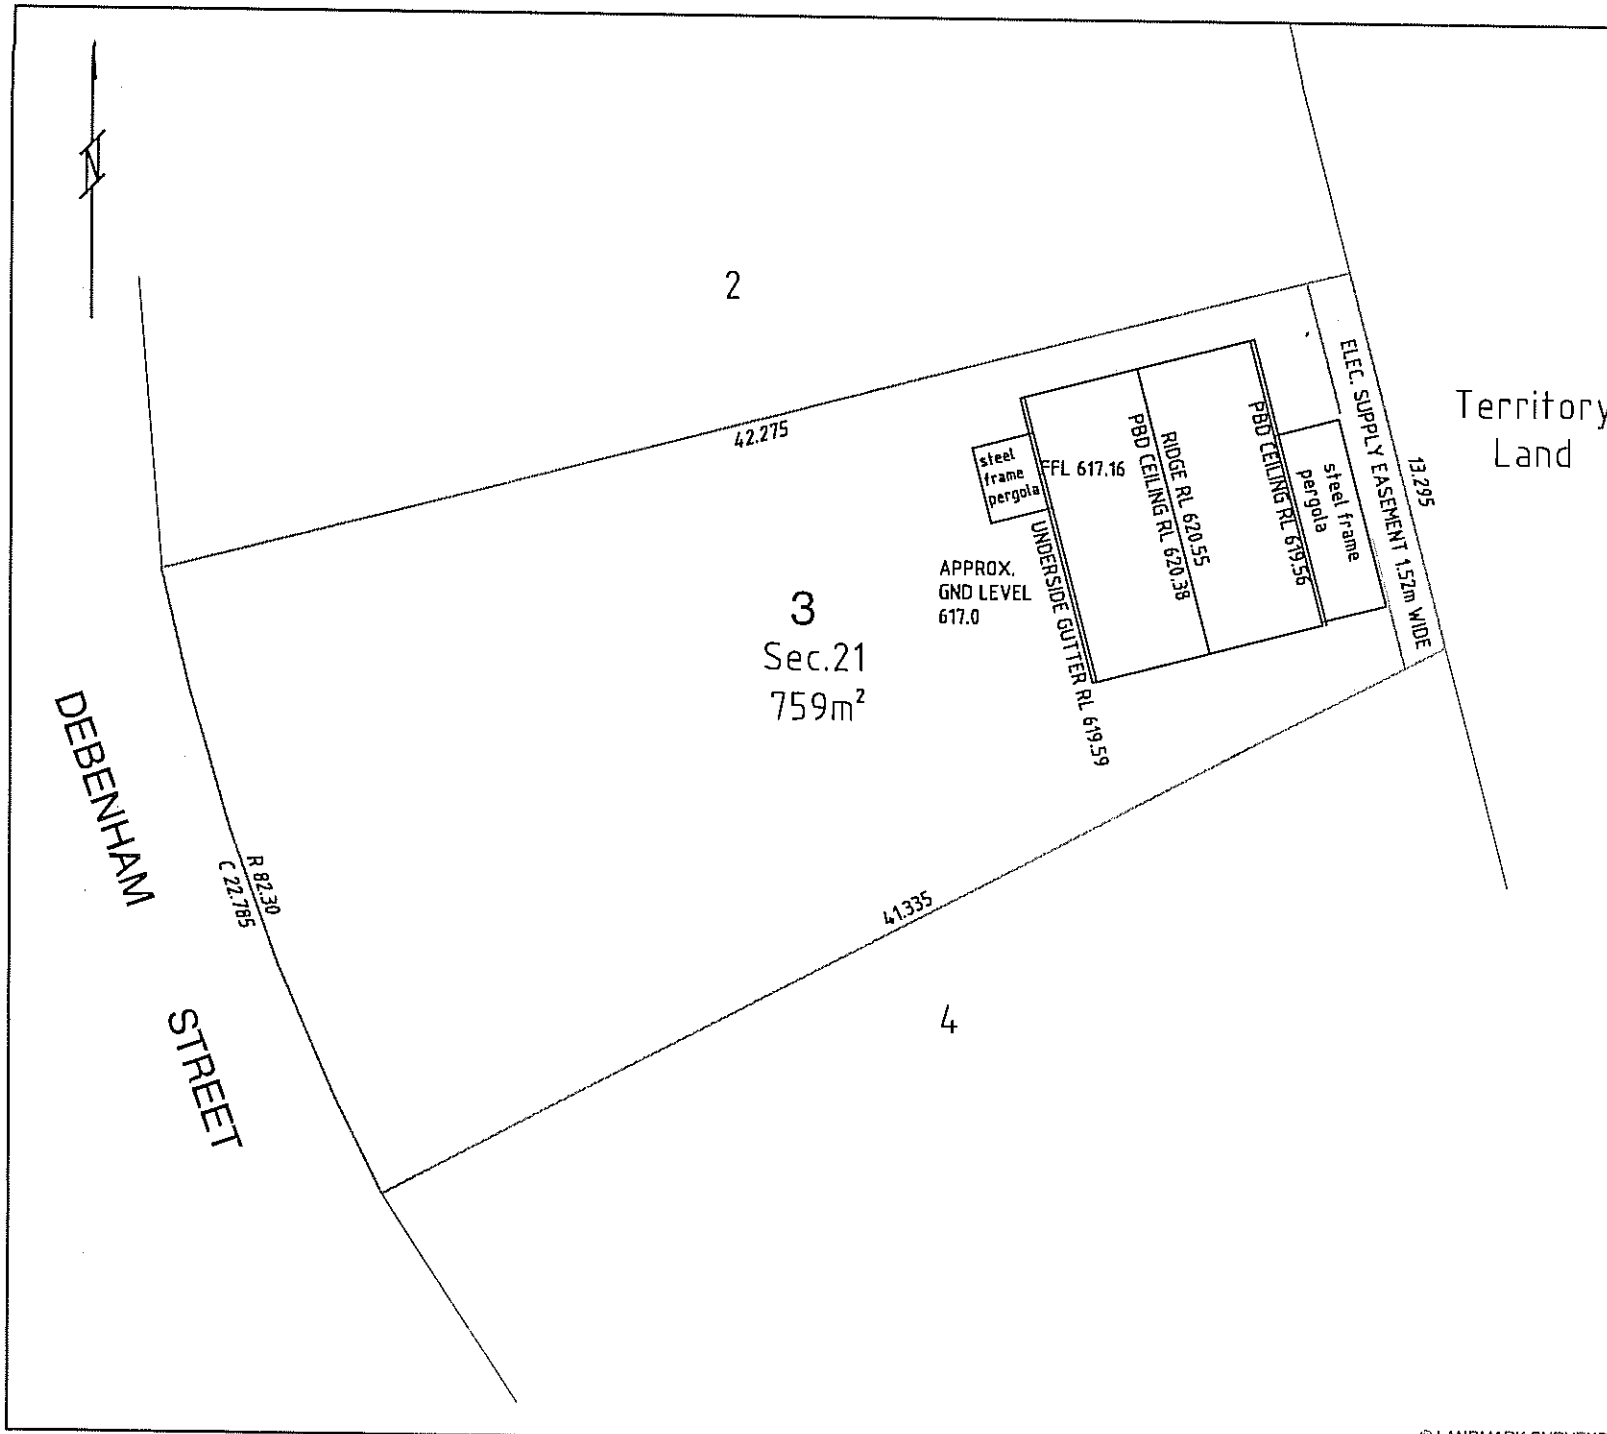 N
2
Territory
Land
ELEC. SUPPLY EASEMENT 1.52m WIDE
13.295
42.275
steel
frame
pergola
FFL 617.16
RIDGE RL 620.55
PBD CEILING RL 620.38
PBD CEILING RL 619.56
steel frame
pergola
UNDERSIDE GUTTER RL 619.59
APPROX.
GND LEVEL
617.0
3
Sec.21
759m²
DEBENHAM
STREET
R 82.30
C 22.785
41.335
4